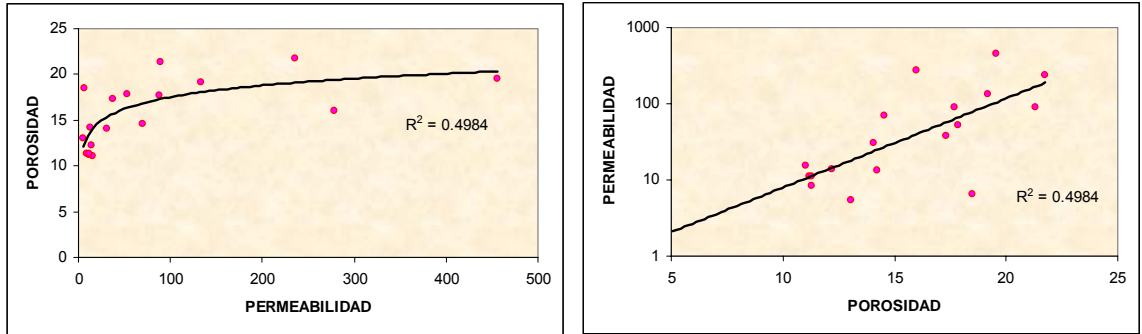 25
20
15
10
5
0
POROSIDAD
R² = 0.4984
0 100 200 300 400 500
PERMEABILIDAD
1000
100
10
1
PERMEABILIDAD
R² = 0.4984
5 10 15 20 25
POROSIDAD